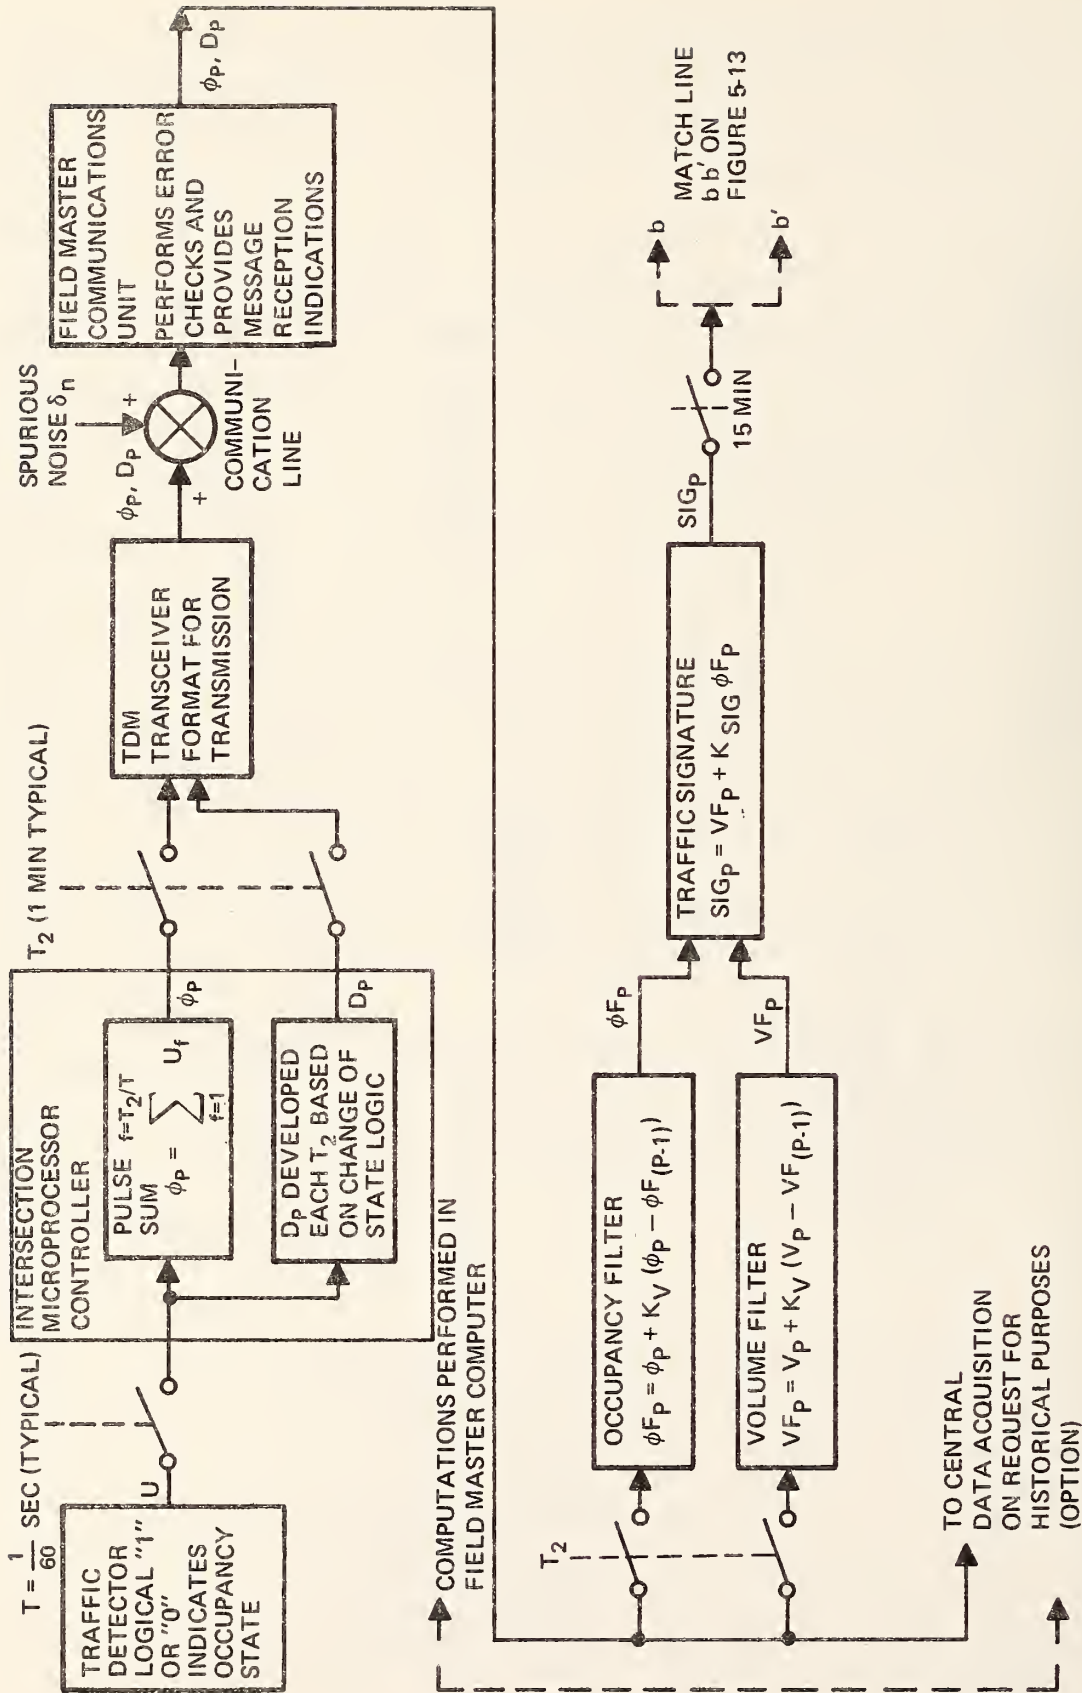 T = 1/60 SEC (TYPICAL)
TRAFFIC
DETECTOR
LOGICAL "1"
OR "0"
INDICATES
OCCUPANCY
STATE
U
INTERSECTION
MICROPROCESSOR
CONTROLLER
PULSE
SUM
f=T₂/T
ϕP = ∑ Uf
f=1
DP DEVELOPED
EACH T₂ BASED
ON CHANGE OF
STATE LOGIC
ϕP
DP
T₂ (1 MIN TYPICAL)
TDM
TRANSCEIVER
FORMAT FOR
TRANSMISSION
ϕP, DP
+
SPURIOUS
NOISE δn
+
COMMUNI-
CATION
LINE
FIELD MASTER
COMMUNICATIONS
UNIT
PERFORMS ERROR
CHECKS AND
PROVIDES
MESSAGE
RECEPTION
INDICATIONS
ϕP, DP
COMPUTATIONS PERFORMED IN
FIELD MASTER COMPUTER
T₂
OCCUPANCY FILTER
ϕFP = ϕP + KV (ϕP − ϕF(P-1))
VOLUME FILTER
VFP = VP + KV (VP − VF(P-1))
ϕFP
VFP
TRAFFIC SIGNATURE
SIGP = VFP + K SIG ϕFP
SIGP
15 MIN
b
b'
MATCH LINE
b b' ON
FIGURE 5-13
TO CENTRAL
DATA ACQUISITION
ON REQUEST FOR
HISTORICAL PURPOSES
(OPTION)